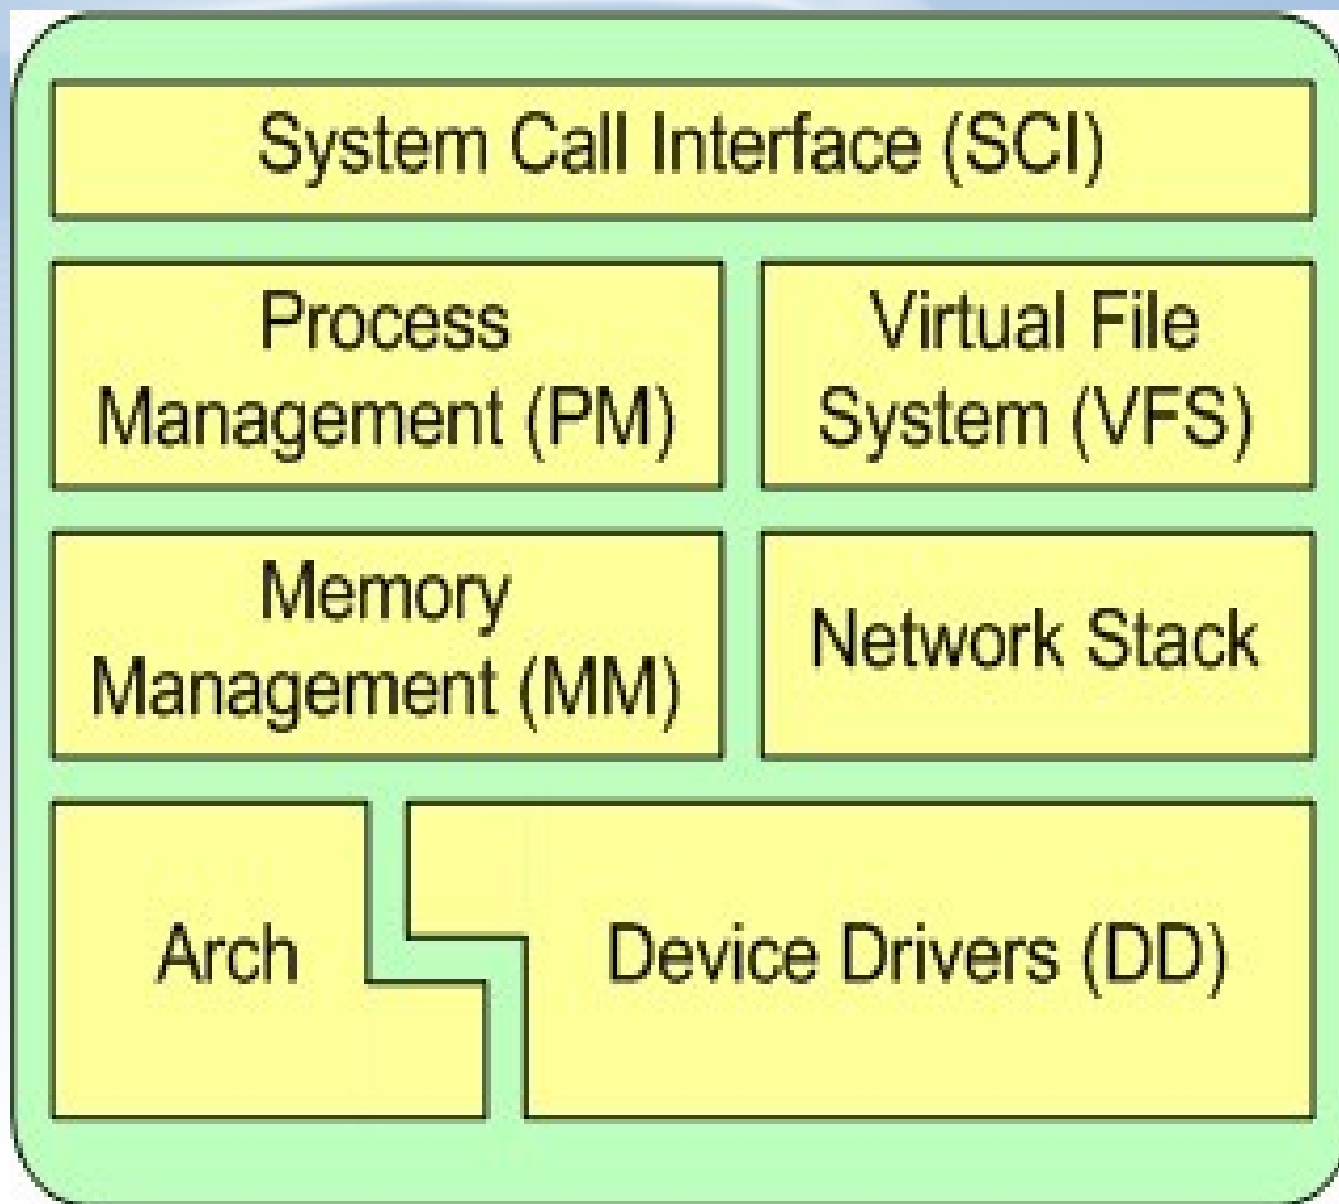 System Call Interface (SCI)
Process
Management (PM)
Virtual File
System (VFS)
Memory
Management (MM)
Network Stack
Arch
Device Drivers (DD)